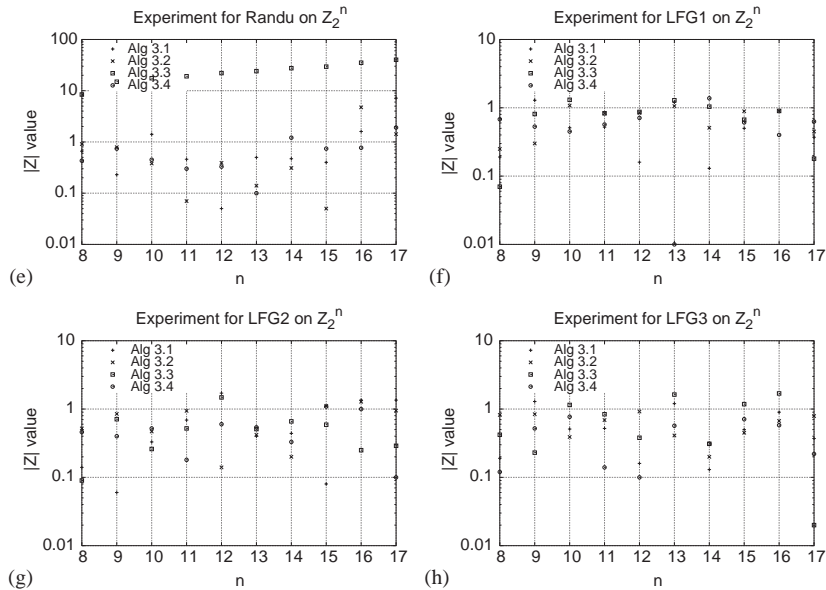 Experiment for Randu on Z₂ⁿ
100
10
1
0.1
0.01
|Z| value
Alg 3.1
Alg 3.2
Alg 3.3
Alg 3.4
8 9 10 11 12 13 14 15 16 17
n
(e)
Experiment for LFG1 on Z₂ⁿ
10
1
0.1
0.01
|Z| value
Alg 3.1
Alg 3.2
Alg 3.3
Alg 3.4
8 9 10 11 12 13 14 15 16 17
n
(f)
Experiment for LFG2 on Z₂ⁿ
10
1
0.1
0.01
|Z| value
Alg 3.1
Alg 3.2
Alg 3.3
Alg 3.4
8 9 10 11 12 13 14 15 16 17
n
(g)
Experiment for LFG3 on Z₂ⁿ
10
1
0.1
0.01
|Z| value
Alg 3.1
Alg 3.2
Alg 3.3
Alg 3.4
8 9 10 11 12 13 14 15 16 17
n
(h)